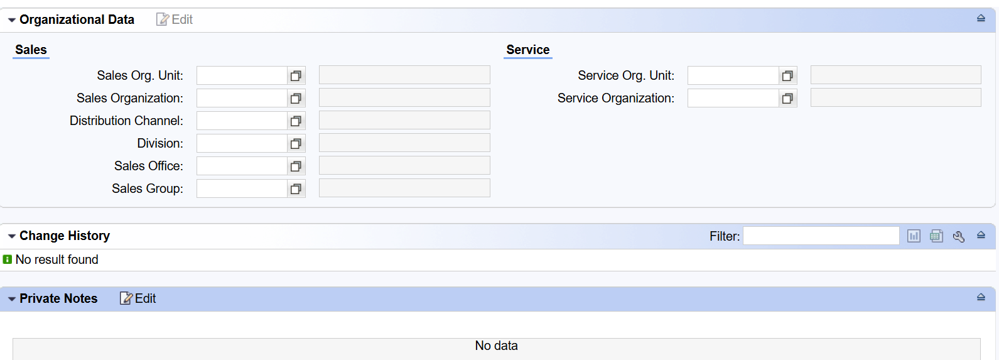 Organizational Data Edit
Sales
Sales Org. Unit:
Sales Organization:
Distribution Channel:
Division:
Sales Office:
Sales Group:
Service
Service Org. Unit:
Service Organization:
Change History Filter:
No result found
Private Notes Edit
No data